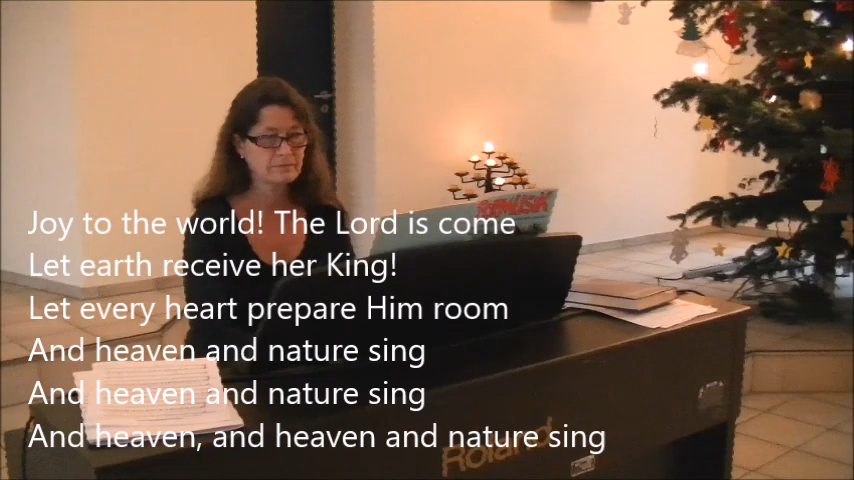 Joy to the world! The Lord is come
Let earth receive her King!
Let every heart prepare Him room
And heaven and nature sing
And heaven and nature sing
And heaven, and heaven and nature sing
Roland